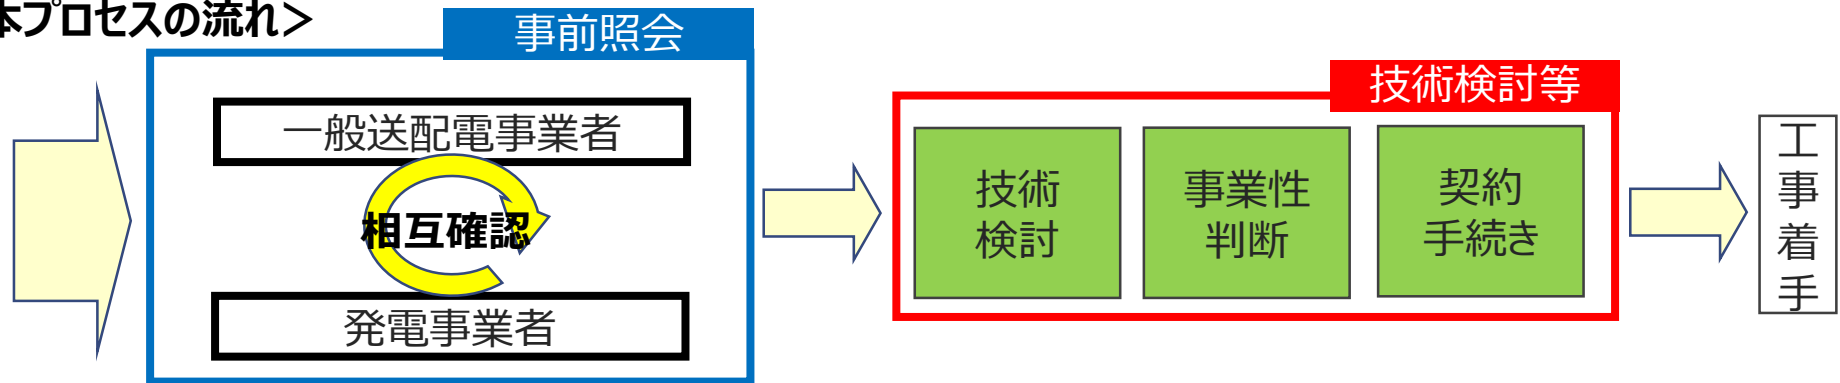 本プロセスの流れ＞
事前照会
一般送配電事業者
相互確認
発電事業者
技術検討等
技術
検討
事業性
判断
契約
手続き
工事着手